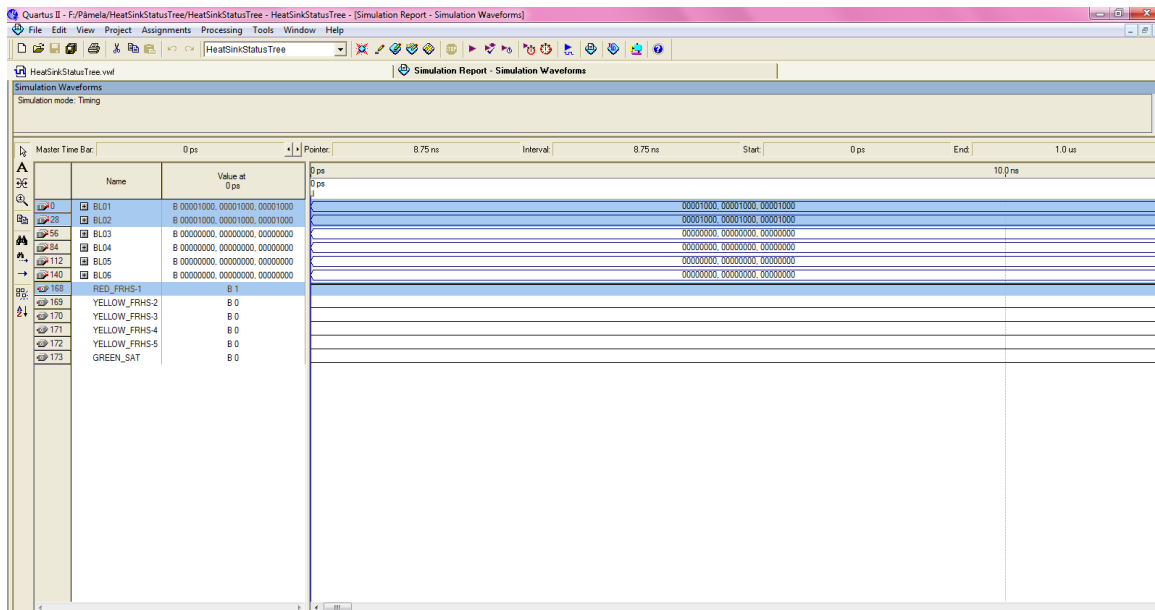 Quartus II - F:/Pâmela/HeatSinkStatusTree/HeatSinkStatusTree - HeatSinkStatusTree - [Simulation Report - Simulation Waveforms]
File Edit View Project Assignments Processing Tools Window Help
HeatSinkStatusTree
HeatSinkStatusTree.vwf Simulation Report - Simulation Waveforms
Simulation Waveforms
Simulation mode: Timing
Master Time Bar: 0 ps Pointer: 8.75 ns Interval: 8.75 ns Start: 0 ps End: 1.0 us
Name Value at 0 ps 0 ps 10.0 ns
0 ps
0 BL01 B 00001000, 00001000, 00001000 00001000, 00001000, 00001000
28 BL02 B 00001000, 00001000, 00001000 00001000, 00001000, 00001000
56 BL03 B 00000000, 00000000, 00000000 00000000, 00000000, 00000000
84 BL04 B 00000000, 00000000, 00000000 00000000, 00000000, 00000000
112 BL05 B 00000000, 00000000, 00000000 00000000, 00000000, 00000000
140 BL06 B 00000000, 00000000, 00000000 00000000, 00000000, 00000000
168 RED_FRHS-1 B 1
169 YELLOW_FRHS-2 B 0
170 YELLOW_FRHS-3 B 0
171 YELLOW_FRHS-4 B 0
172 YELLOW_FRHS-5 B 0
173 GREEN_SAT B 0